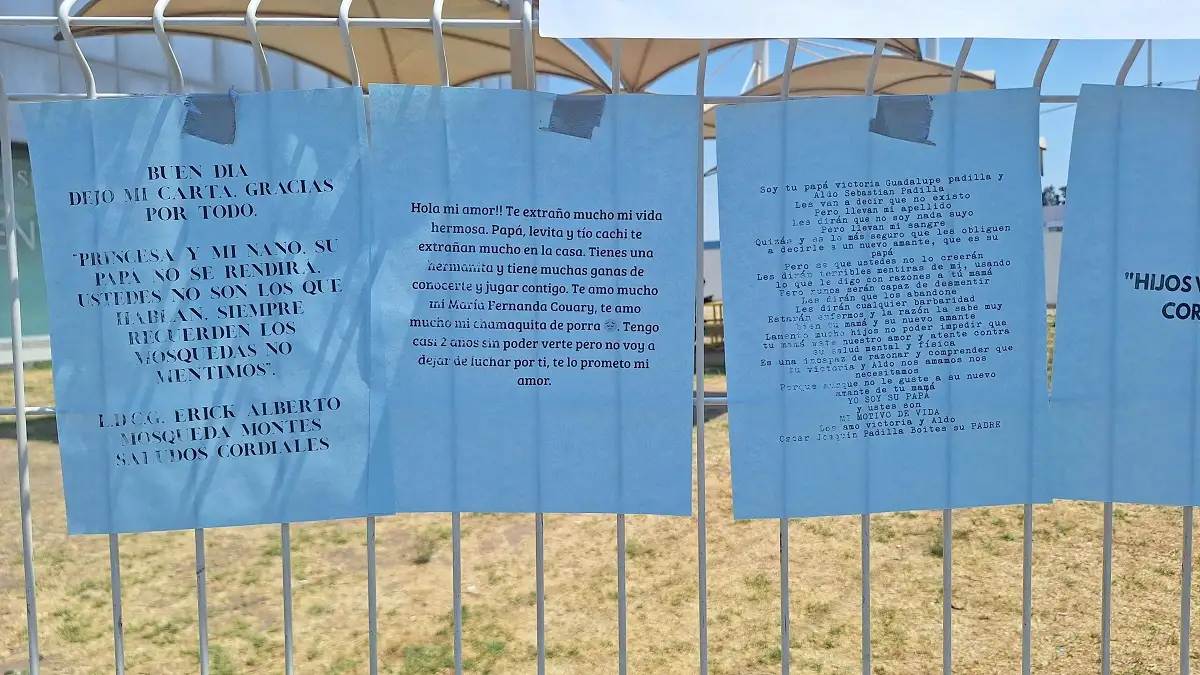 BUEN DIA
DEJO MI CARTA. GRACIAS
POR TODO.
"PRINCESA Y MI NANO, SU
PAPA NO SE RENDIRA.
USTEDES NO SON LOS QUE
HABLAN, SIEMPRE
RECUERDEN LOS
MOSQUEDAS NO
MENTIMOS".
L.D.C.G. ERICK ALBERTO
MOSQUEDA MONTES
SALUDOS CORDIALES
Hola mi amor!! Te extraño mucho mi vida
hermosa. Papá, levita y tío cachi te
extrañan mucho en la casa. Tienes una
hermanita y tiene muchas ganas de
conocerte y jugar contigo. Te amo mucho
mi María Fernanda Couary, te amo
mucho mi chamaquita de porra. Tengo
casi 2 anos sin poder verte pero no voy a
dejar de luchar por ti, te lo prometo mi
amor.
Soy tu papá victoria Guadalupe padilla y
Aldo Sebastian Padilla
Les van a decir que no existo
Pero llevan mi apellido
Les dirán que no soy nada suyo
Pero llevan mi sangre
Quizás y es lo más seguro que les obliguen
a decirle a un nuevo amante, que es su
papá
Pero se que ustedes no lo creerán
Les dirán terribles mentiras de mi, usando
lo que le digo con razones a tú mamá
Pero nunca serán capaz de desmentir
Les dirán que los abandone
Les dirán cualquier barbaridad
Estarán enfermos y la razón la sabe muy
bien tu mamá y su nuevo amante
Lamento mucho hijos no poder impedir que
tu mamá mate nuestro amor y atente contra
su salud mental y física
Es una incapaz de razonar y comprender que
tu victoria y Aldo nos amamos nos
necesitamos
Porque aunque no le guste a su nuevo
amante de tu mamá
YO SOY SU PAPÁ
y ustes son
MI MOTIVO DE VIDA
Los amo victoria y Aldo
Oscar Joaquín Padilla Boites su PADRE
"HIJOS
COR